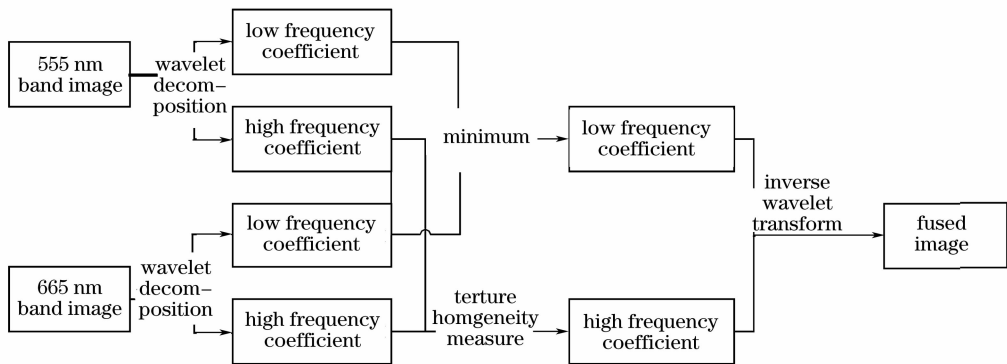 555 nm
band image
wavelet
decom–
position
low frequency
coefficient
high frequency
coefficient
665 nm
band image
wavelet
decom–
position
low frequency
coefficient
high frequency
coefficient
minimum
terture
homgeneity
measure
low frequency
coefficient
high frequency
coefficient
inverse
wavelet
transform
fused
image